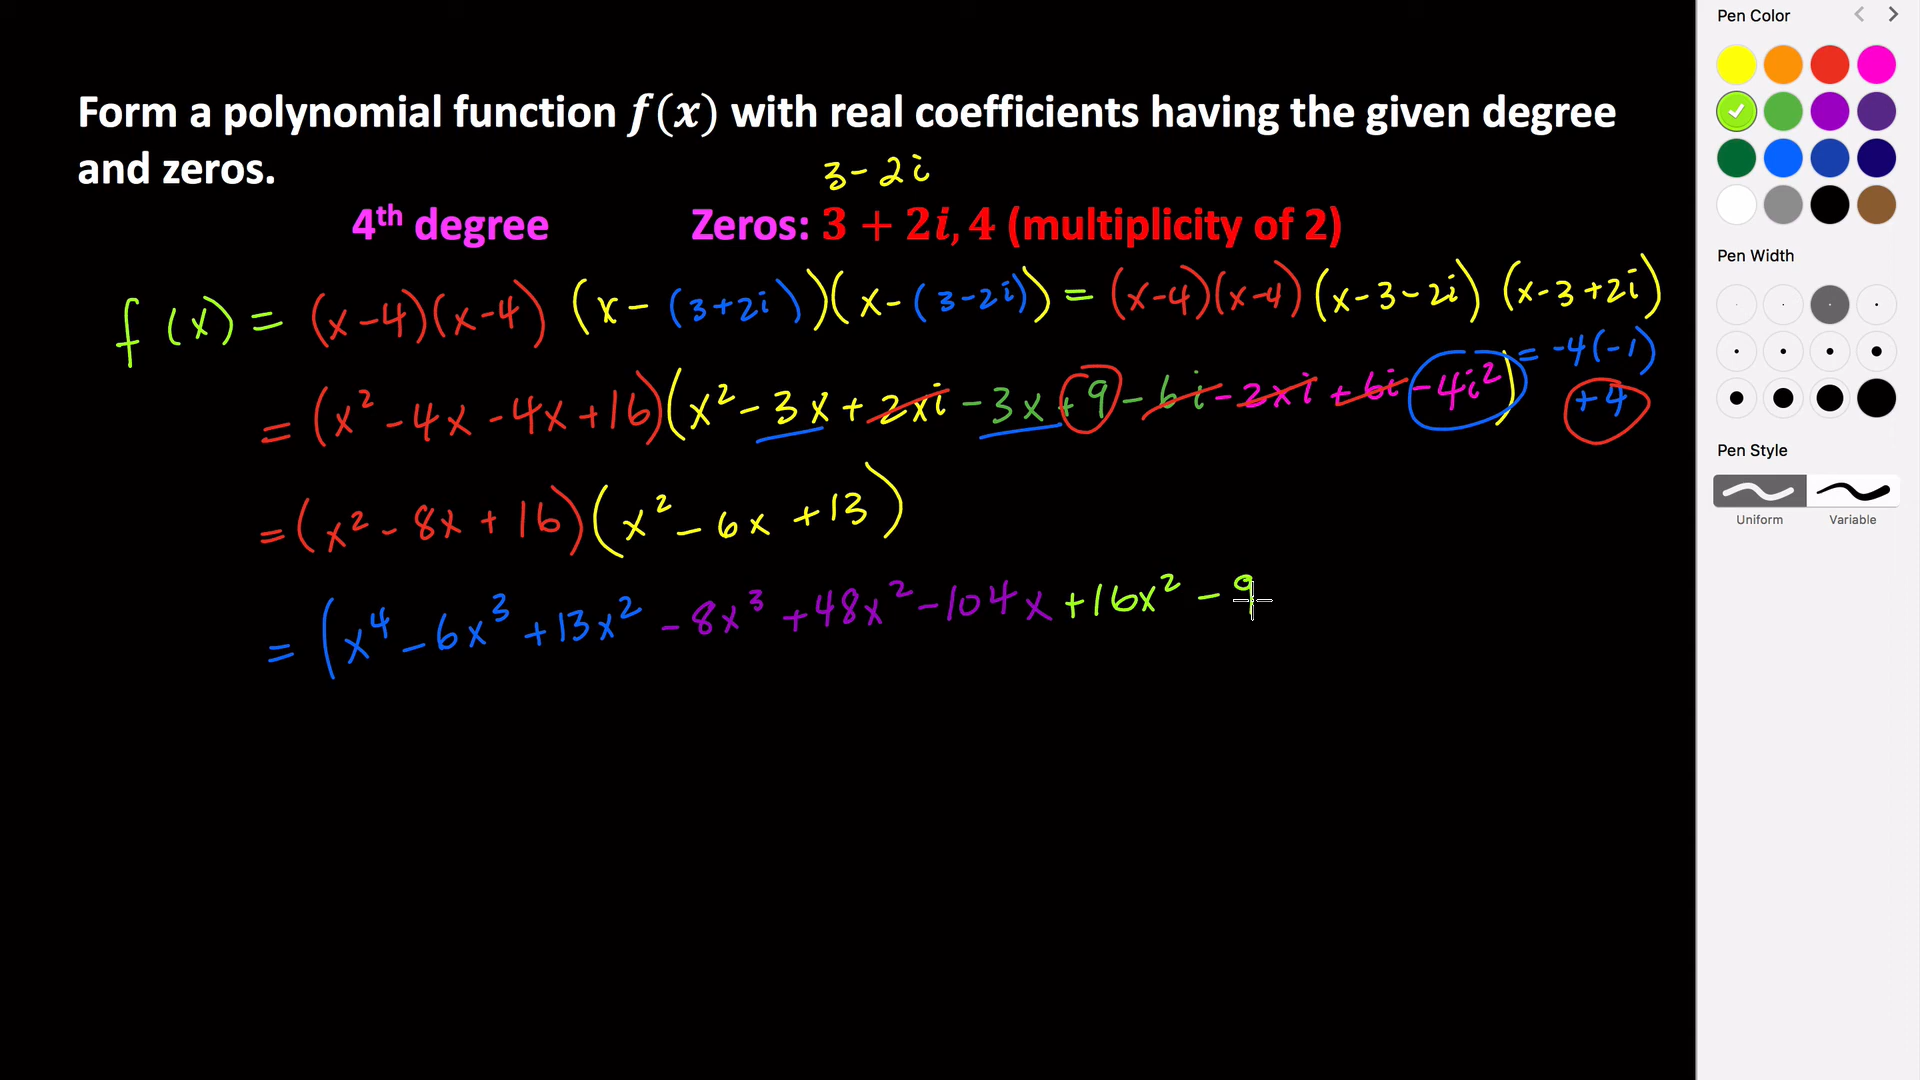 Form a polynomial function f(x) with real coefficients having the given degree
and zeros.
3 - 2i
4th degree Zeros: 3 + 2i, 4 (multiplicity of 2)
f(x) = (x-4)(x-4) (x - (3+2i))(x - (3-2i)) = (x-4)(x-4)(x-3-2i)(x-3+2i)
= (x² - 4x - 4x + 16)(x² - 3x + 2xi - 3x + 9 - 6i - 2xi + 6i - 4i²) = -4(-1)
+4
= (x² - 8x + 16)(x² - 6x + 13)
= (x⁴ - 6x³ + 13x² - 8x³ + 48x² - 104x + 16x² - 9
Pen Color
Pen Width
Pen Style
Uniform Variable